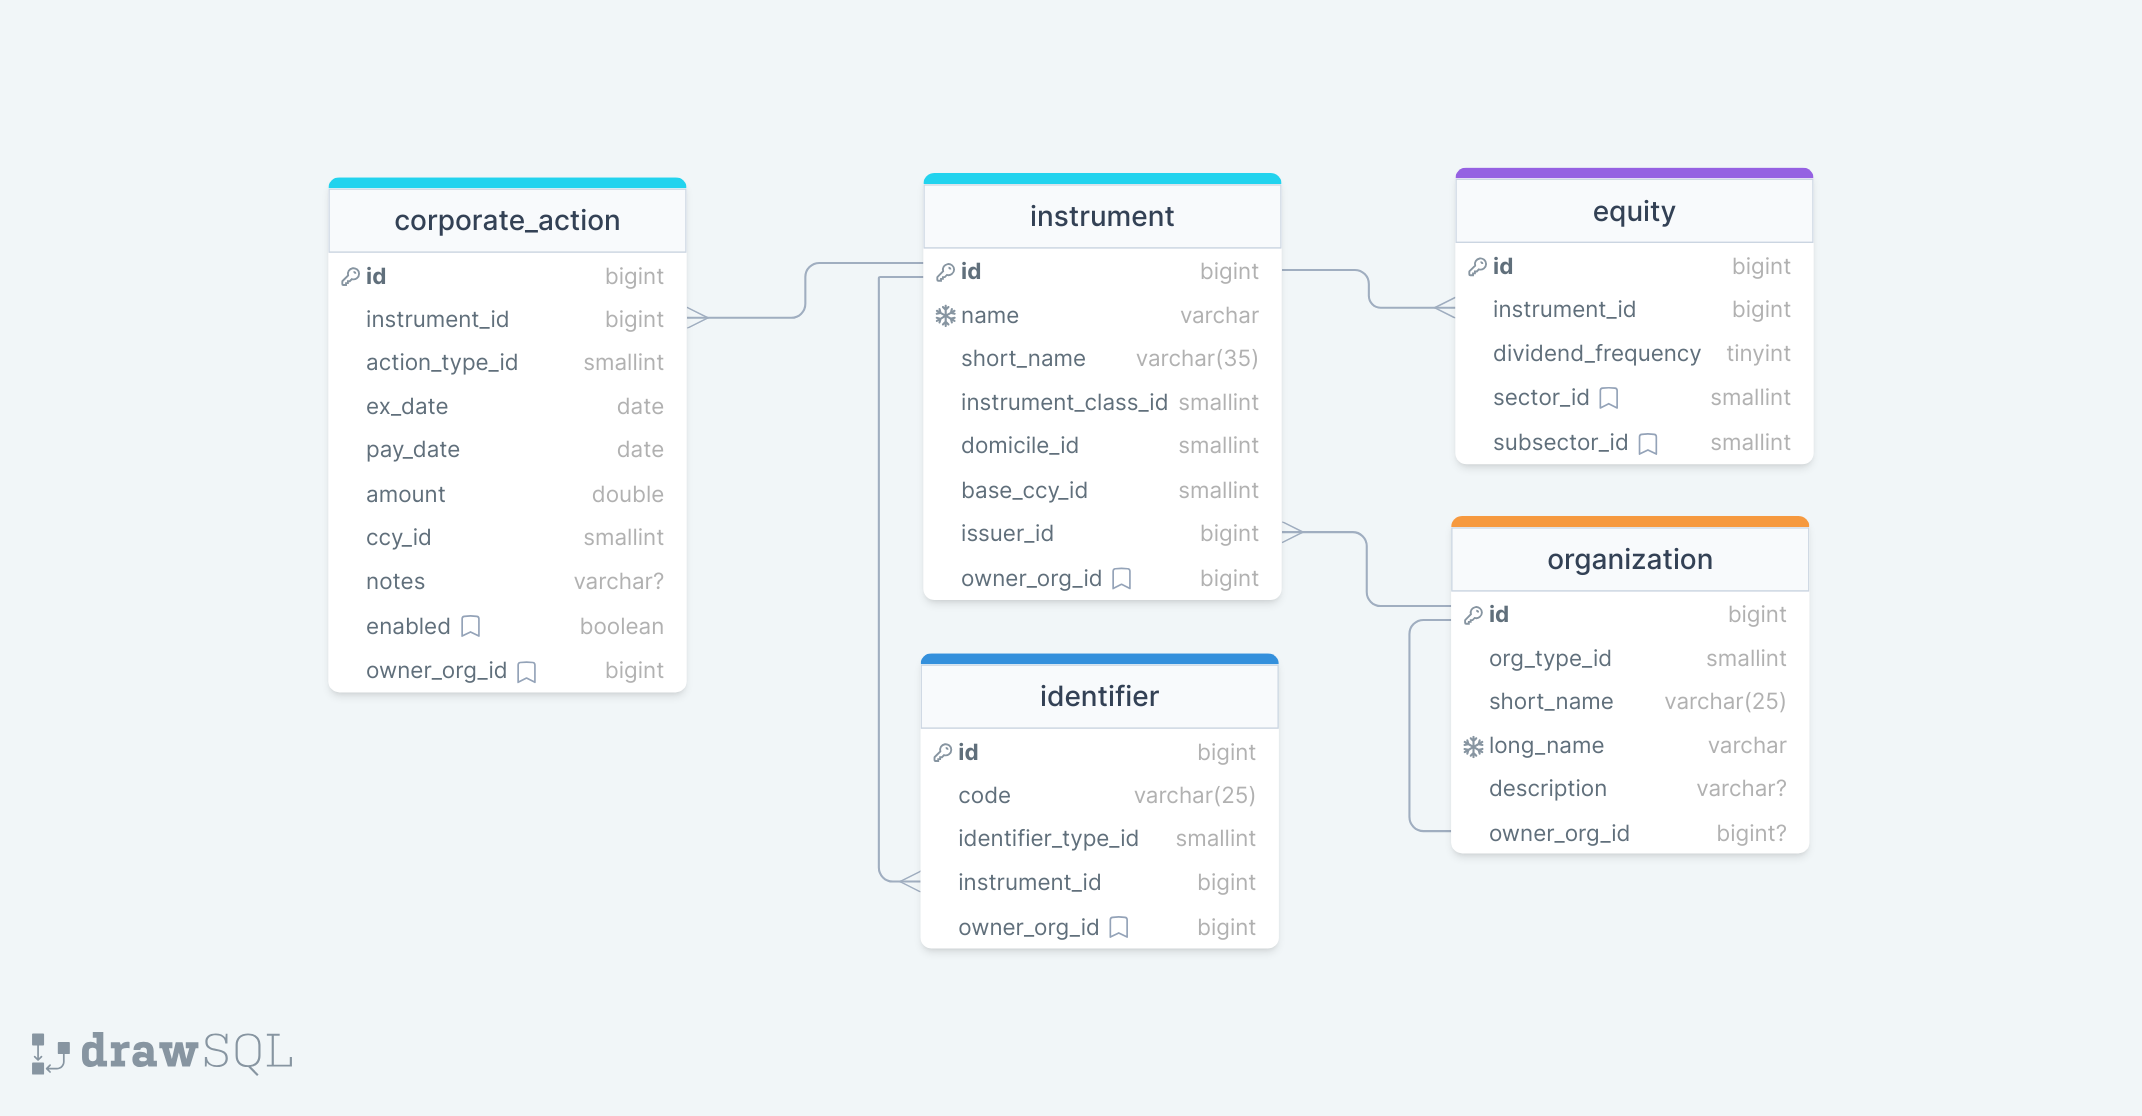 corporate_action
id bigint
instrument_id bigint
action_type_id smallint
ex_date date
pay_date date
amount double
ccy_id smallint
notes varchar?
enabled boolean
owner_org_id bigint
instrument
id bigint
name varchar
short_name varchar(35)
instrument_class_id smallint
domicile_id smallint
base_ccy_id smallint
issuer_id bigint
owner_org_id bigint
identifier
id bigint
code varchar(25)
identifier_type_id smallint
instrument_id bigint
owner_org_id bigint
equity
id bigint
instrument_id bigint
dividend_frequency tinyint
sector_id smallint
subsector_id smallint
organization
id bigint
org_type_id smallint
short_name varchar(25)
long_name varchar
description varchar?
owner_org_id bigint?
drawSQL